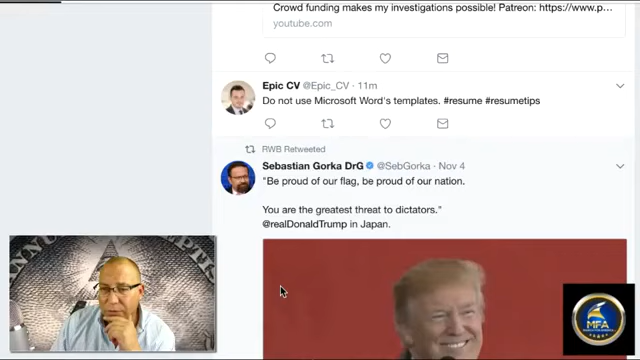 Crowd funding makes my investigations possible! Patreon: https://www.p...
youtube.com
Epic CV @Epic_CV · 11m
Do not use Microsoft Word's templates. #resume #resumetips
RWB Retweeted
Sebastian Gorka DrG @SebGorka · Nov 4
"Be proud of our flag, be proud of our nation.
You are the greatest threat to dictators."
@realDonaldTrump in Japan.
MFA